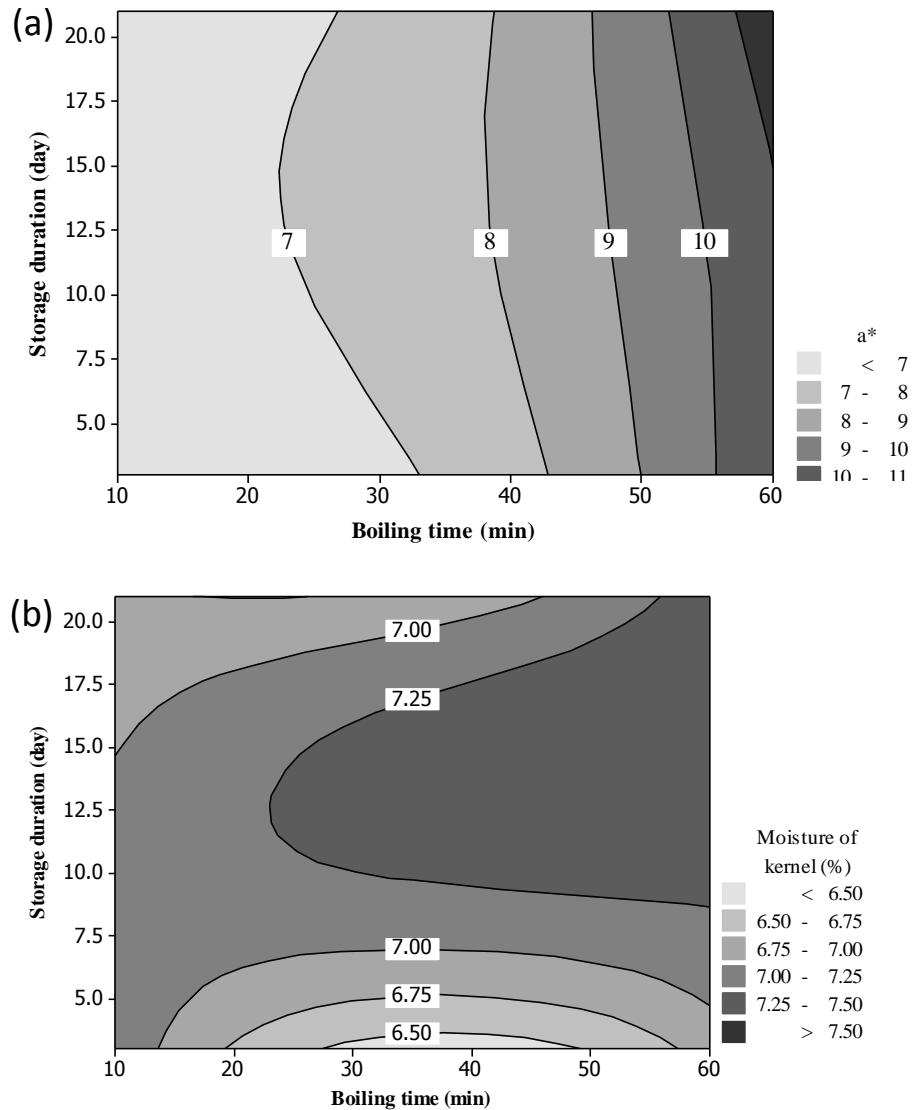 (a)
20.0
17.5
15.0
12.5
10.0
7.5
5.0
Storage duration (day)
7
8
9
10
10
20
30
40
50
60
Boiling time (min)
a*
< 7
7 - 8
8 - 9
9 - 10
10 - 11
(b)
20.0
17.5
15.0
12.5
10.0
7.5
5.0
Storage duration (day)
7.00
7.25
7.00
6.75
6.50
10
20
30
40
50
60
Boiling time (min)
Moisture of
kernel (%)
< 6.50
6.50 - 6.75
6.75 - 7.00
7.00 - 7.25
7.25 - 7.50
> 7.50